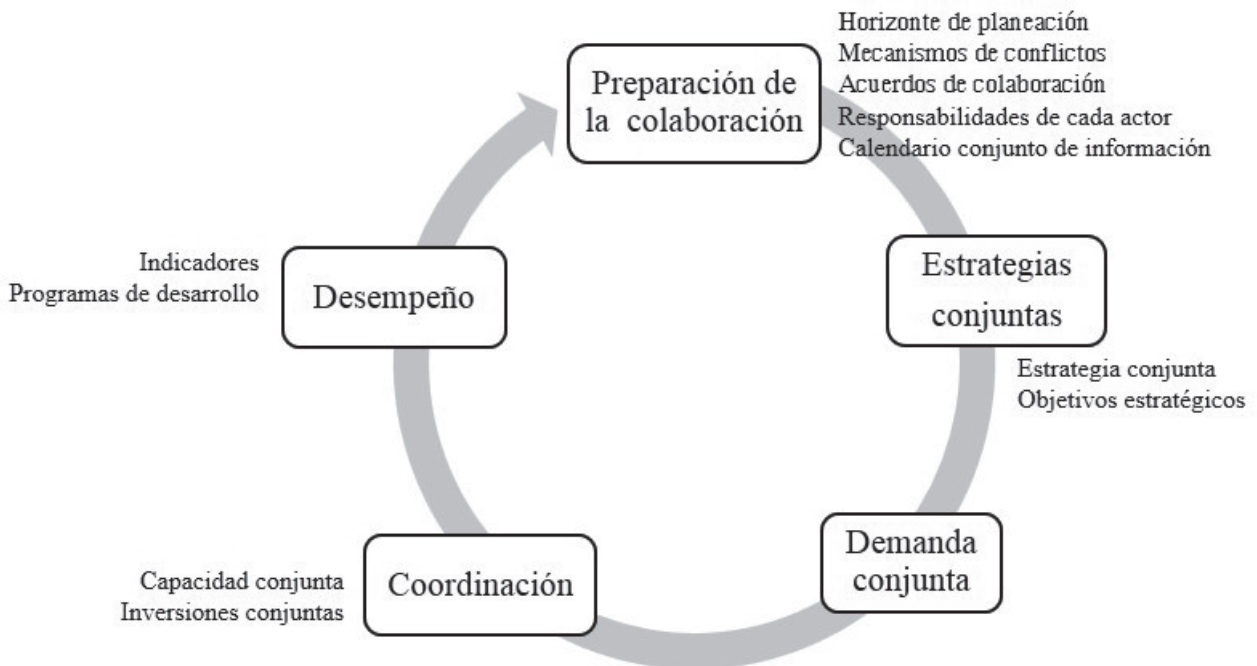 Preparación de
la colaboración
Horizonte de planeación
Mecanismos de conflictos
Acuerdos de colaboración
Responsabilidades de cada actor
Calendario conjunto de información
Estrategias
conjuntas
Estrategia conjunta
Objetivos estratégicos
Demanda
conjunta
Coordinación
Capacidad conjunta
Inversiones conjuntas
Desempeño
Indicadores
Programas de desarrollo